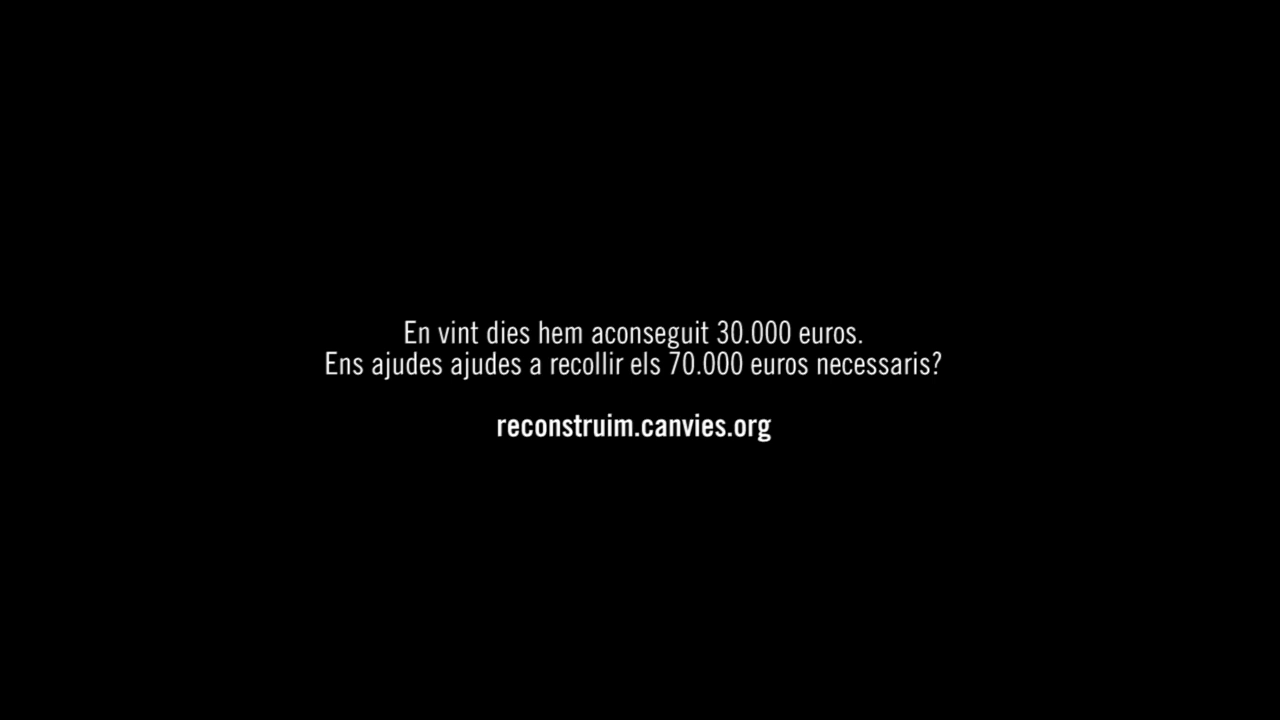 En vint dies hem aconseguit 30.000 euros.
Ens ajudes ajudes a recollir els 70.000 euros necessaris?
reconstruim.canvies.org